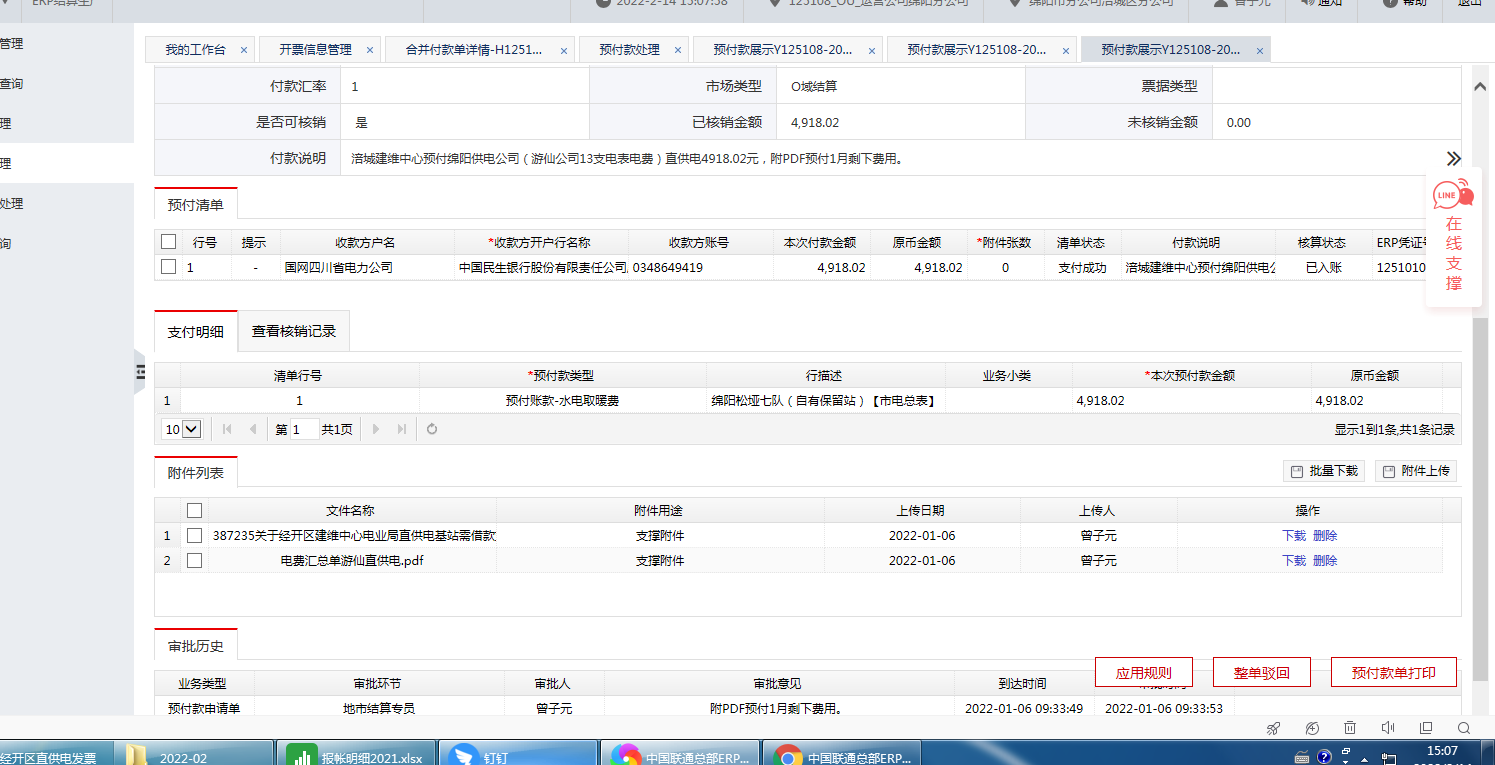 ERP结算生产 2022-2-14 15:07:58 125108_OU_运营公司绵阳分公司 绵阳市分公司涪城区分公司 曾子元 通知 帮助 退出
管理
查询
理
理
处理
询
我的工作台 × 开票信息管理 × 合并付款单详情-H1251... × 预付款处理 × 预付款展示Y125108-20... × 预付款展示Y125108-20... × 预付款展示Y125108-20... ×
付款汇率 1 市场类型 O域结算 票据类型
是否可核销 是 已核销金额 4,918.02 未核销金额 0.00
付款说明 涪城建维中心预付绵阳供电公司（游仙公司13支电表电费）直供电4918.02元，附PDF预付1月剩下费用。
LINE
在线支撑
预付清单
行号 提示 收款方户名 *收款方开户行名称 收款方账号 本次付款金额 原币金额 *附件张数 清单状态 付款说明 核算状态 ERP凭证号
1 - 国网四川省电力公司 中国民生银行股份有限责任公司 0348649419 4,918.02 4,918.02 0 支付成功 涪城建维中心预付绵阳供电公 已入账 1251010
支付明细 查看核销记录
清单行号 *预付款类型 行描述 业务小类 *本次预付款金额 原币金额
1 1 预付账款-水电取暖费 绵阳松垭七队（自有保留站）【市电总表】 4,918.02 4,918.02
10 第 1 共1页 显示1到1条,共1条记录
附件列表 批量下载 附件上传
文件名称 附件用途 上传日期 上传人 操作
1 387235关于经开区建维中心电业局直供电基站需借款 支撑附件 2022-01-06 曾子元 下载 删除
2 电费汇总单游仙直供电.pdf 支撑附件 2022-01-06 曾子元 下载 删除
审批历史
应用规则 整单驳回 预付款单打印
业务类型 审批环节 审批人 审批意见 到达时间
预付款申请单 地市结算专员 曾子元 附PDF预付1月剩下费用。 2022-01-06 09:33:49 2022-01-06 09:33:53
经开区直供电发票 2022-02 报帐明细2021.xlsx 钉钉 中国联通总部ERP... 中国联通总部ERP... 15:07